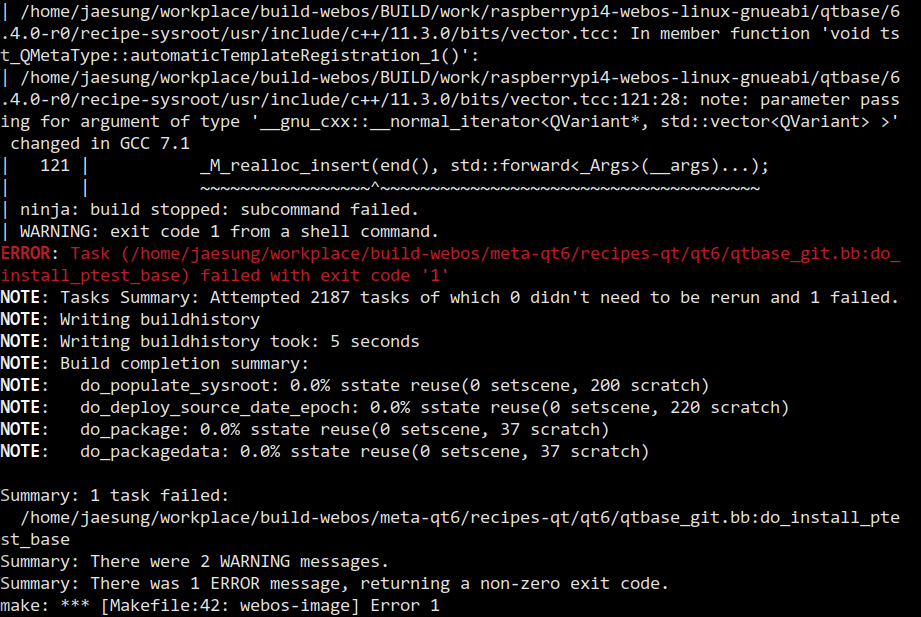 | /home/jaesung/workplace/build-webos/BUILD/work/raspberrypi4-webos-linux-gnueabi/qtbase/6
.4.0-r0/recipe-sysroot/usr/include/c++/11.3.0/bits/vector.tcc: In member function 'void ts
t_QMetaType::automaticTemplateRegistration_1()':
| /home/jaesung/workplace/build-webos/BUILD/work/raspberrypi4-webos-linux-gnueabi/qtbase/6
.4.0-r0/recipe-sysroot/usr/include/c++/11.3.0/bits/vector.tcc:121:28: note: parameter pass
ing for argument of type '__gnu_cxx::__normal_iterator<QVariant*, std::vector<QVariant> >'
 changed in GCC 7.1
|   121 |           _M_realloc_insert(end(), std::forward<_Args>(__args)...);
|       |           ~~~~~~~~~~~~~~~~~^~~~~~~~~~~~~~~~~~~~~~~~~~~~~~~~~~~~~~~
| ninja: build stopped: subcommand failed.
| WARNING: exit code 1 from a shell command.
ERROR: Task (/home/jaesung/workplace/build-webos/meta-qt6/recipes-qt/qt6/qtbase_git.bb:do_
install_ptest_base) failed with exit code '1'
NOTE: Tasks Summary: Attempted 2187 tasks of which 0 didn't need to be rerun and 1 failed.
NOTE: Writing buildhistory
NOTE: Writing buildhistory took: 5 seconds
NOTE: Build completion summary:
NOTE:   do_populate_sysroot: 0.0% sstate reuse(0 setscene, 200 scratch)
NOTE:   do_deploy_source_date_epoch: 0.0% sstate reuse(0 setscene, 220 scratch)
NOTE:   do_package: 0.0% sstate reuse(0 setscene, 37 scratch)
NOTE:   do_packagedata: 0.0% sstate reuse(0 setscene, 37 scratch)

Summary: 1 task failed:
  /home/jaesung/workplace/build-webos/meta-qt6/recipes-qt/qt6/qtbase_git.bb:do_install_pte
st_base
Summary: There were 2 WARNING messages.
Summary: There was 1 ERROR message, returning a non-zero exit code.
make: *** [Makefile:42: webos-image] Error 1